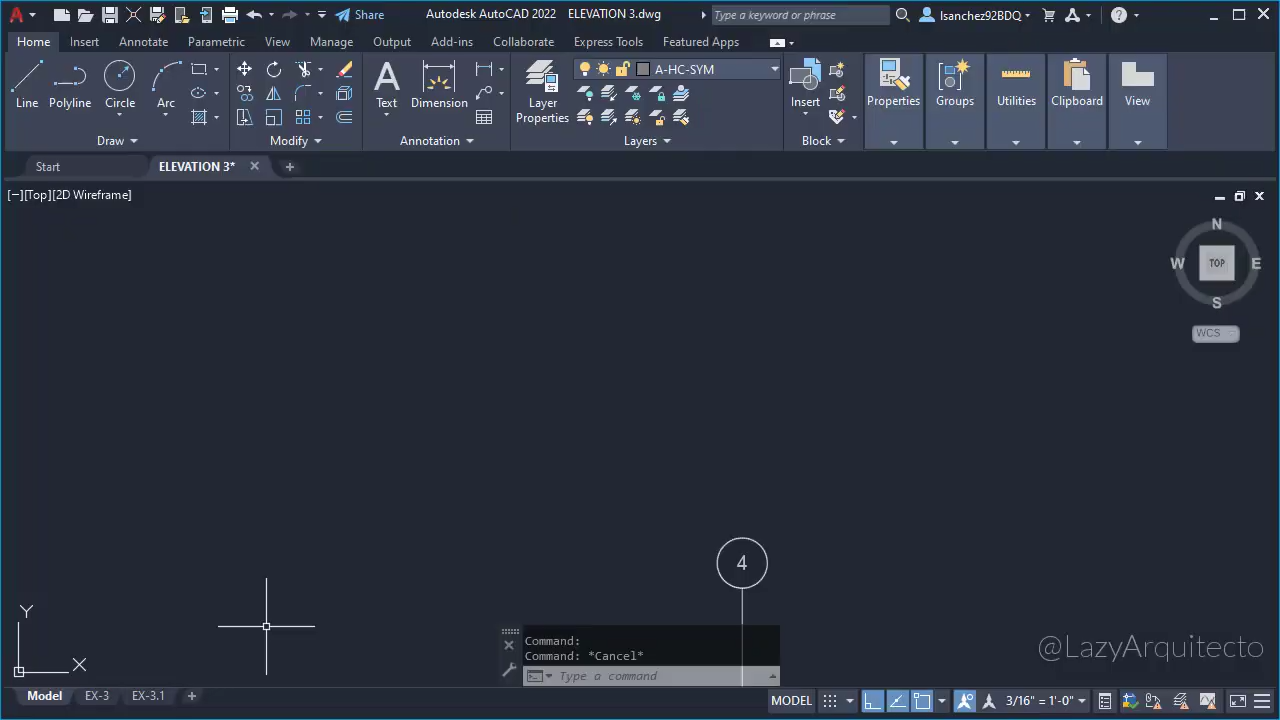 Share
Autodesk AutoCAD 2022 ELEVATION 3.dwg
Type a keyword or phrase
lsanchez92BDQ
Home Insert Annotate Parametric View Manage Output Add-ins Collaborate Express Tools Featured Apps
A-HC-SYM
Line Polyline Circle Arc
Text Dimension
Layer Properties
Insert
Properties Groups Utilities Clipboard View
Draw Modify Annotation Layers Block
Start ELEVATION 3*
[−][Top][2D Wireframe]
N
W TOP E
S
WCS
4
Y
X
Command:
Command: *Cancel*
Type a command
@LazyArquitecto
Model EX-3 EX-3.1
MODEL 3/16" = 1'-0"